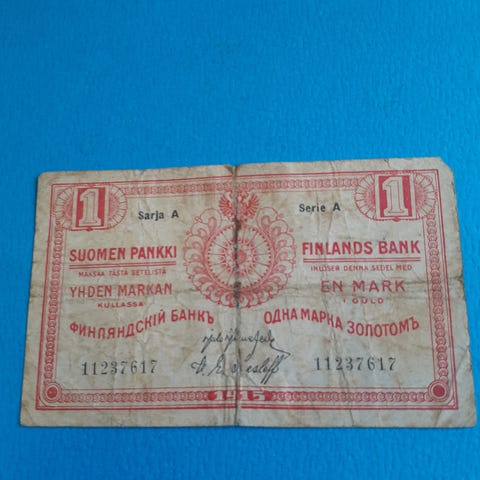 1 1
Sarja A Serie A
SUOMEN PANKKI FINLANDS BANK
MAKSAA TÄSTÄ SETELISTÄ INLÖSER DENNA SEDEL MED
YHDEN MARKAN EN MARK
KULLASSA I GULD
ФИНЛЯНДСКІЙ БАНКЪ ОДНА МАРКА ЗОЛОТОМЪ
11237617 11237617
1915